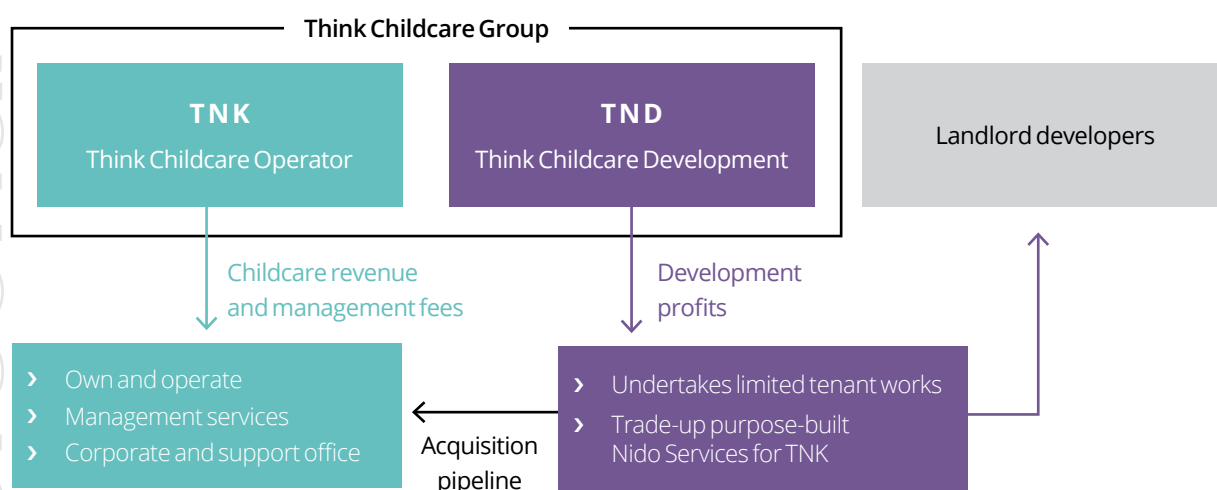 Think Childcare Group
TNK
Think Childcare Operator
TND
Think Childcare Development
Landlord developers
Childcare revenue
and management fees
Development
profits
› Own and operate
› Management services
› Corporate and support office
Acquisition
pipeline
› Undertakes limited tenant works
› Trade-up purpose-built
Nido Services for TNK